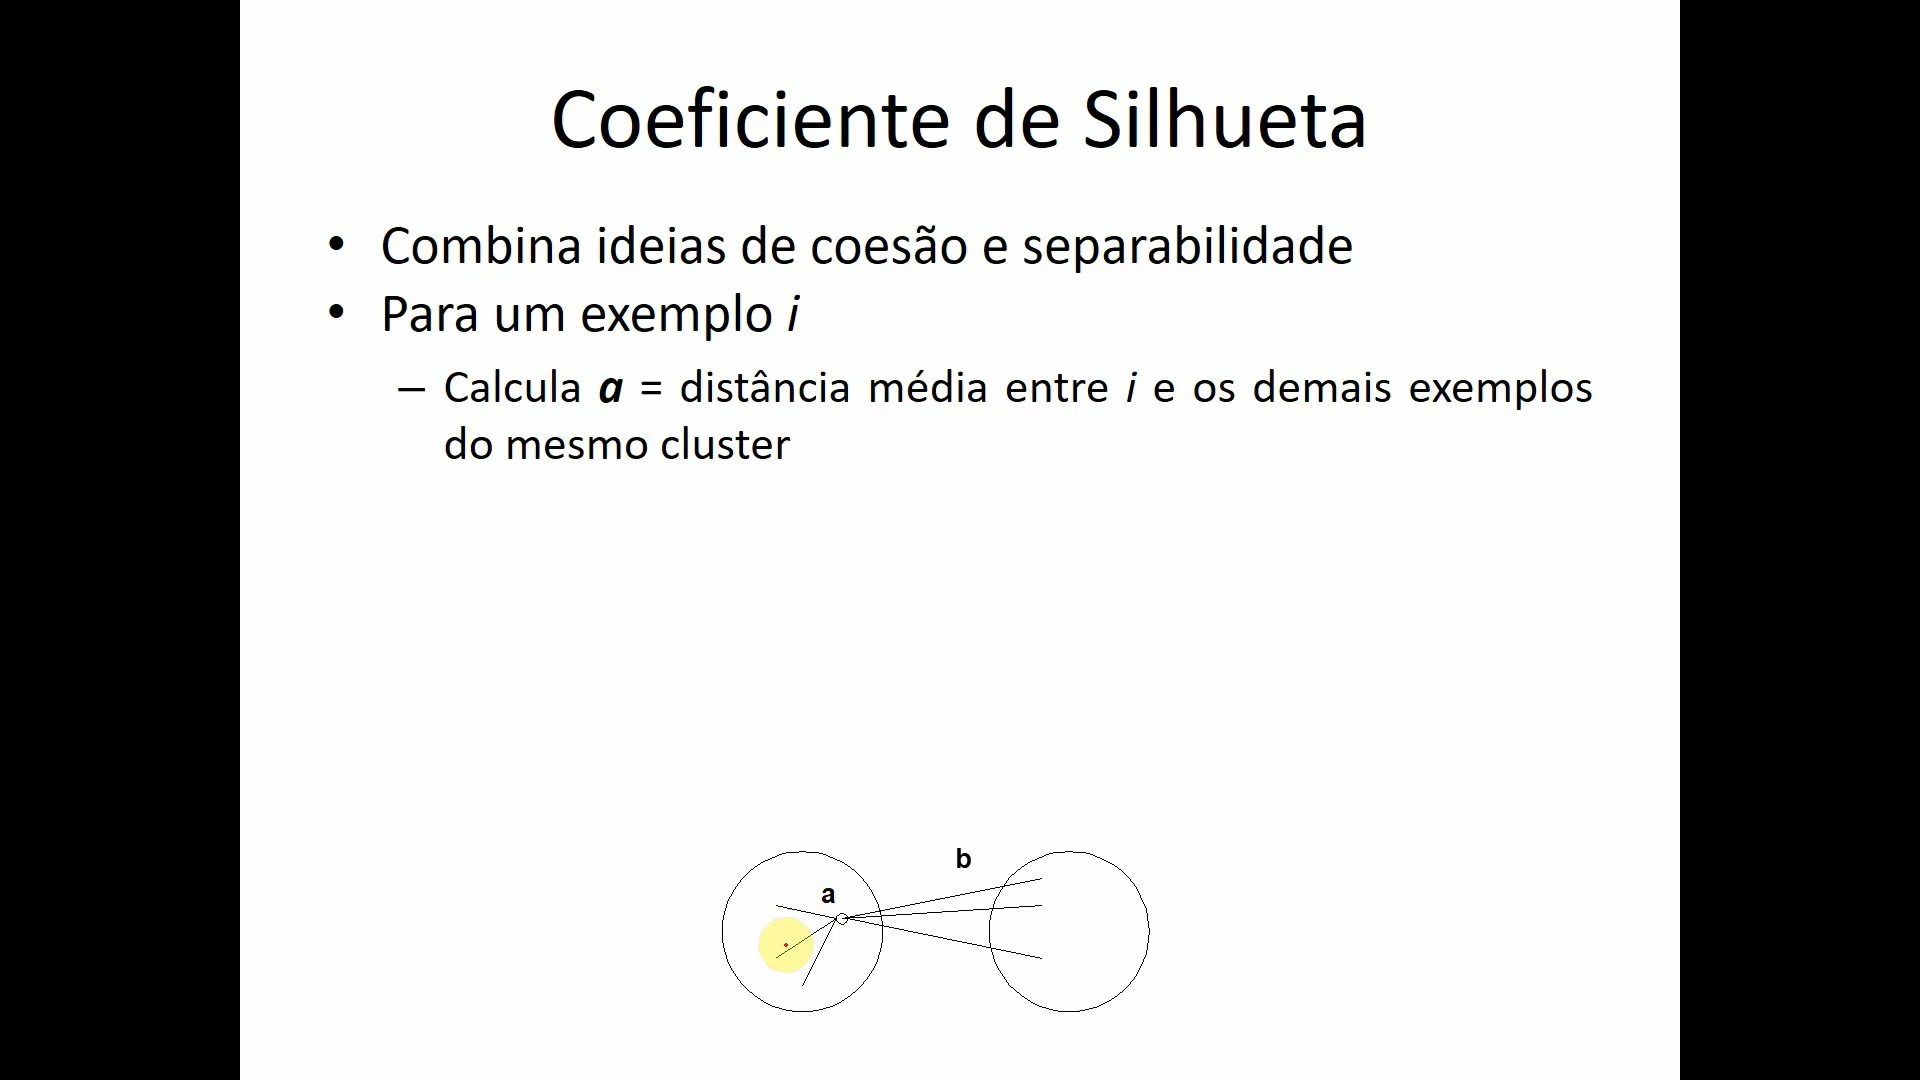 Coeficiente de Silhueta
• Combina ideias de coesão e separabilidade
• Para um exemplo i
– Calcula a = distância média entre i e os demais exemplos
do mesmo cluster
b
a